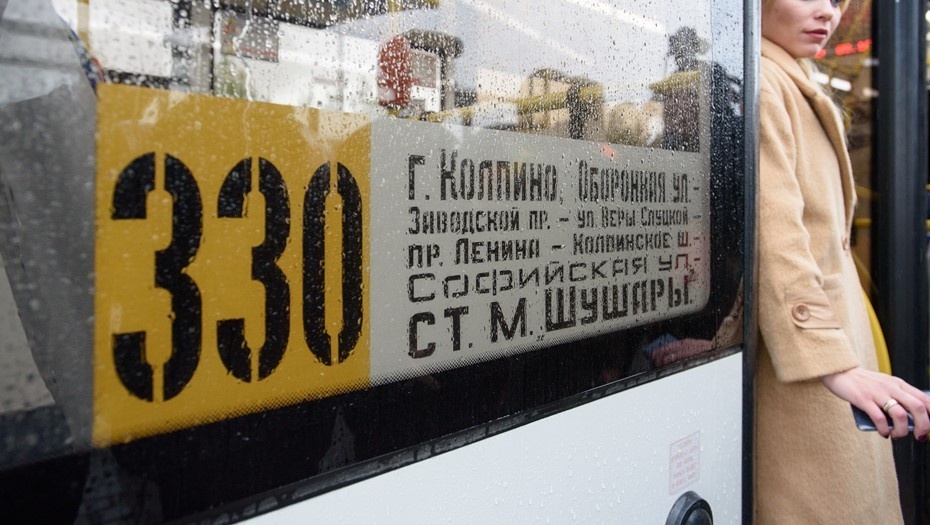 330
г. Колпино, Оборонная ул.-
Заводской пр. - ул. Веры Слуцкой -
пр. Ленина - Колпинское ш.-
Софийская ул.-
ст. м. „Шушары"